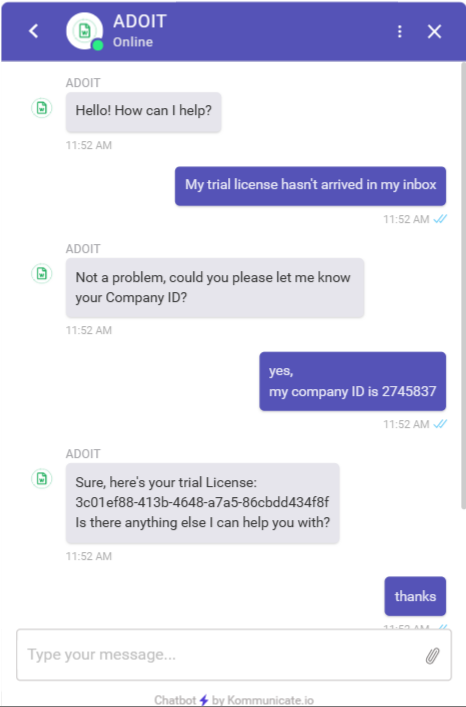 ADOIT
Online
ADOIT
Hello! How can I help?
11:52 AM
My trial license hasn't arrived in my inbox
11:52 AM
ADOIT
Not a problem, could you please let me know
your Company ID?
11:52 AM
yes,
my company ID is 2745837
11:52 AM
ADOIT
Sure, here's your trial License:
3c01ef88-413b-4648-a7a5-86cbdd434f8f
Is there anything else I can help you with?
11:52 AM
thanks
11:52 AM
Type your message...
Chatbot by Kommunicate.io